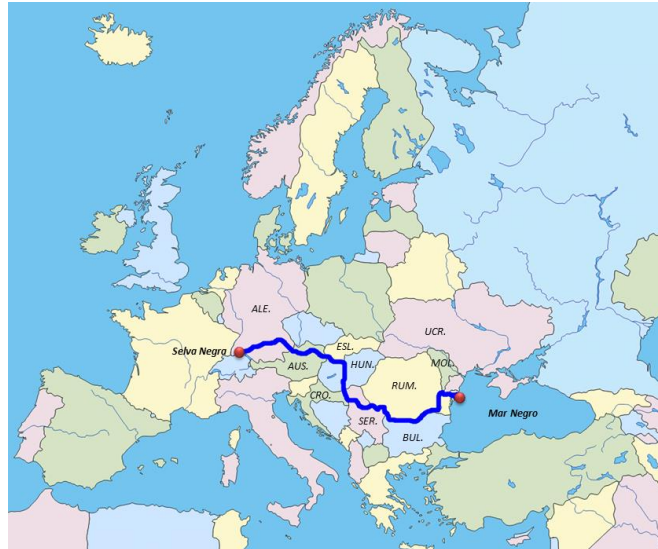 ALE.
UCR.
ESL.
Selva Negra
HUN.
MOL.
AUS.
RUM.
CRO.
Mar Negro
SER.
BUL.